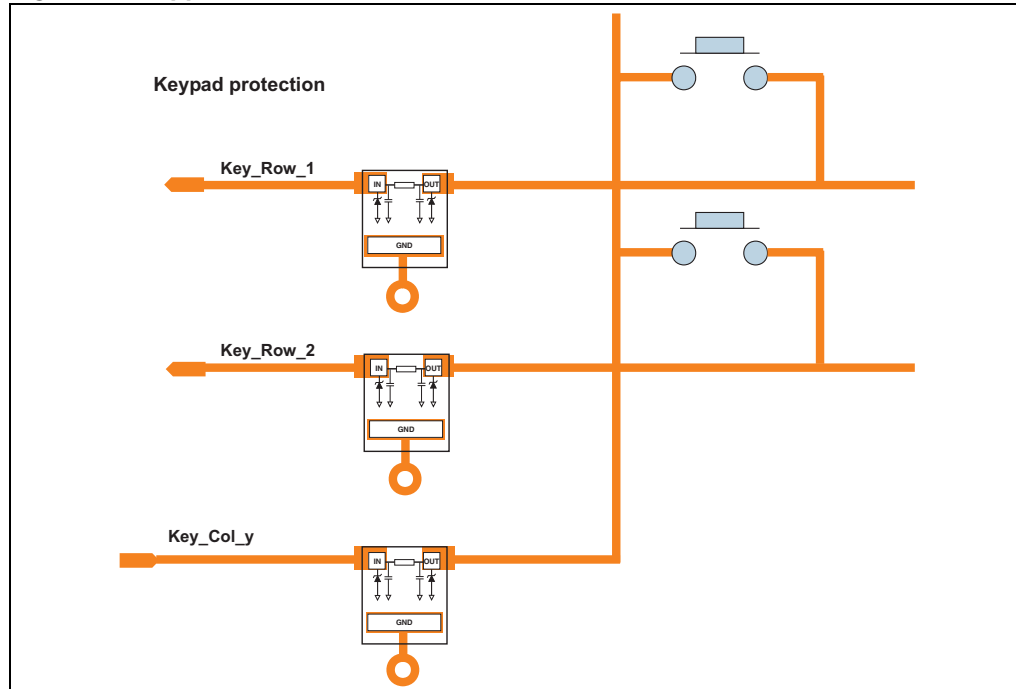 Keypad protection
Key_Row_1
IN OUT
GND
Key_Row_2
IN OUT
GND
Key_Col_y
IN OUT
GND